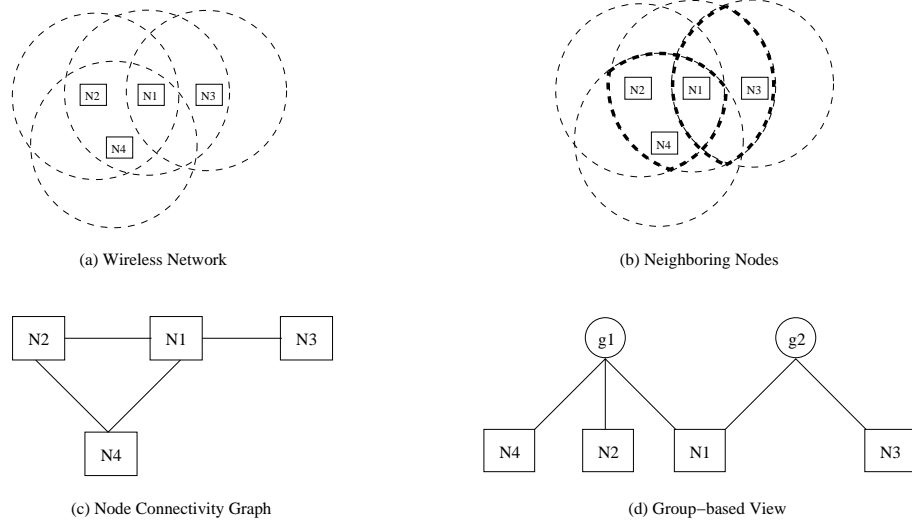 N2
N1
N3
N4
(a) Wireless Network
N2
N1
N3
N4
(b) Neighboring Nodes
N2
N1
N3
N4
(c) Node Connectivity Graph
g1
g2
N4
N2
N1
N3
(d) Group−based View